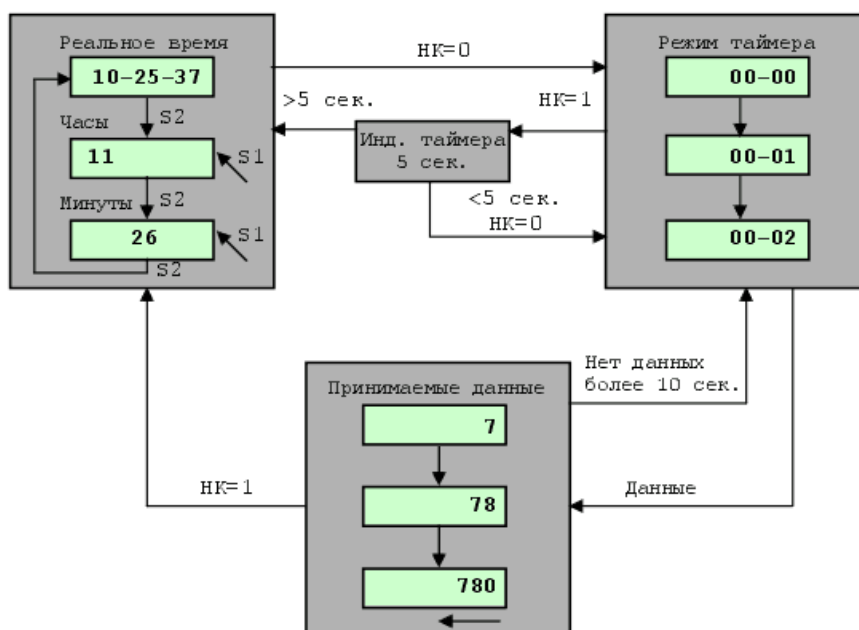 Реальное время
10-25-37
S2
Часы
11
S1
S2
Минуты
26
S1
S2
НК=0
>5 сек.
НК=1
Инд. таймера
5 сек.
<5 сек.
НК=0
Режим таймера
00-00
00-01
00-02
Нет данных
более 10 сек.
Принимаемые данные
7
78
780
НК=1
Данные